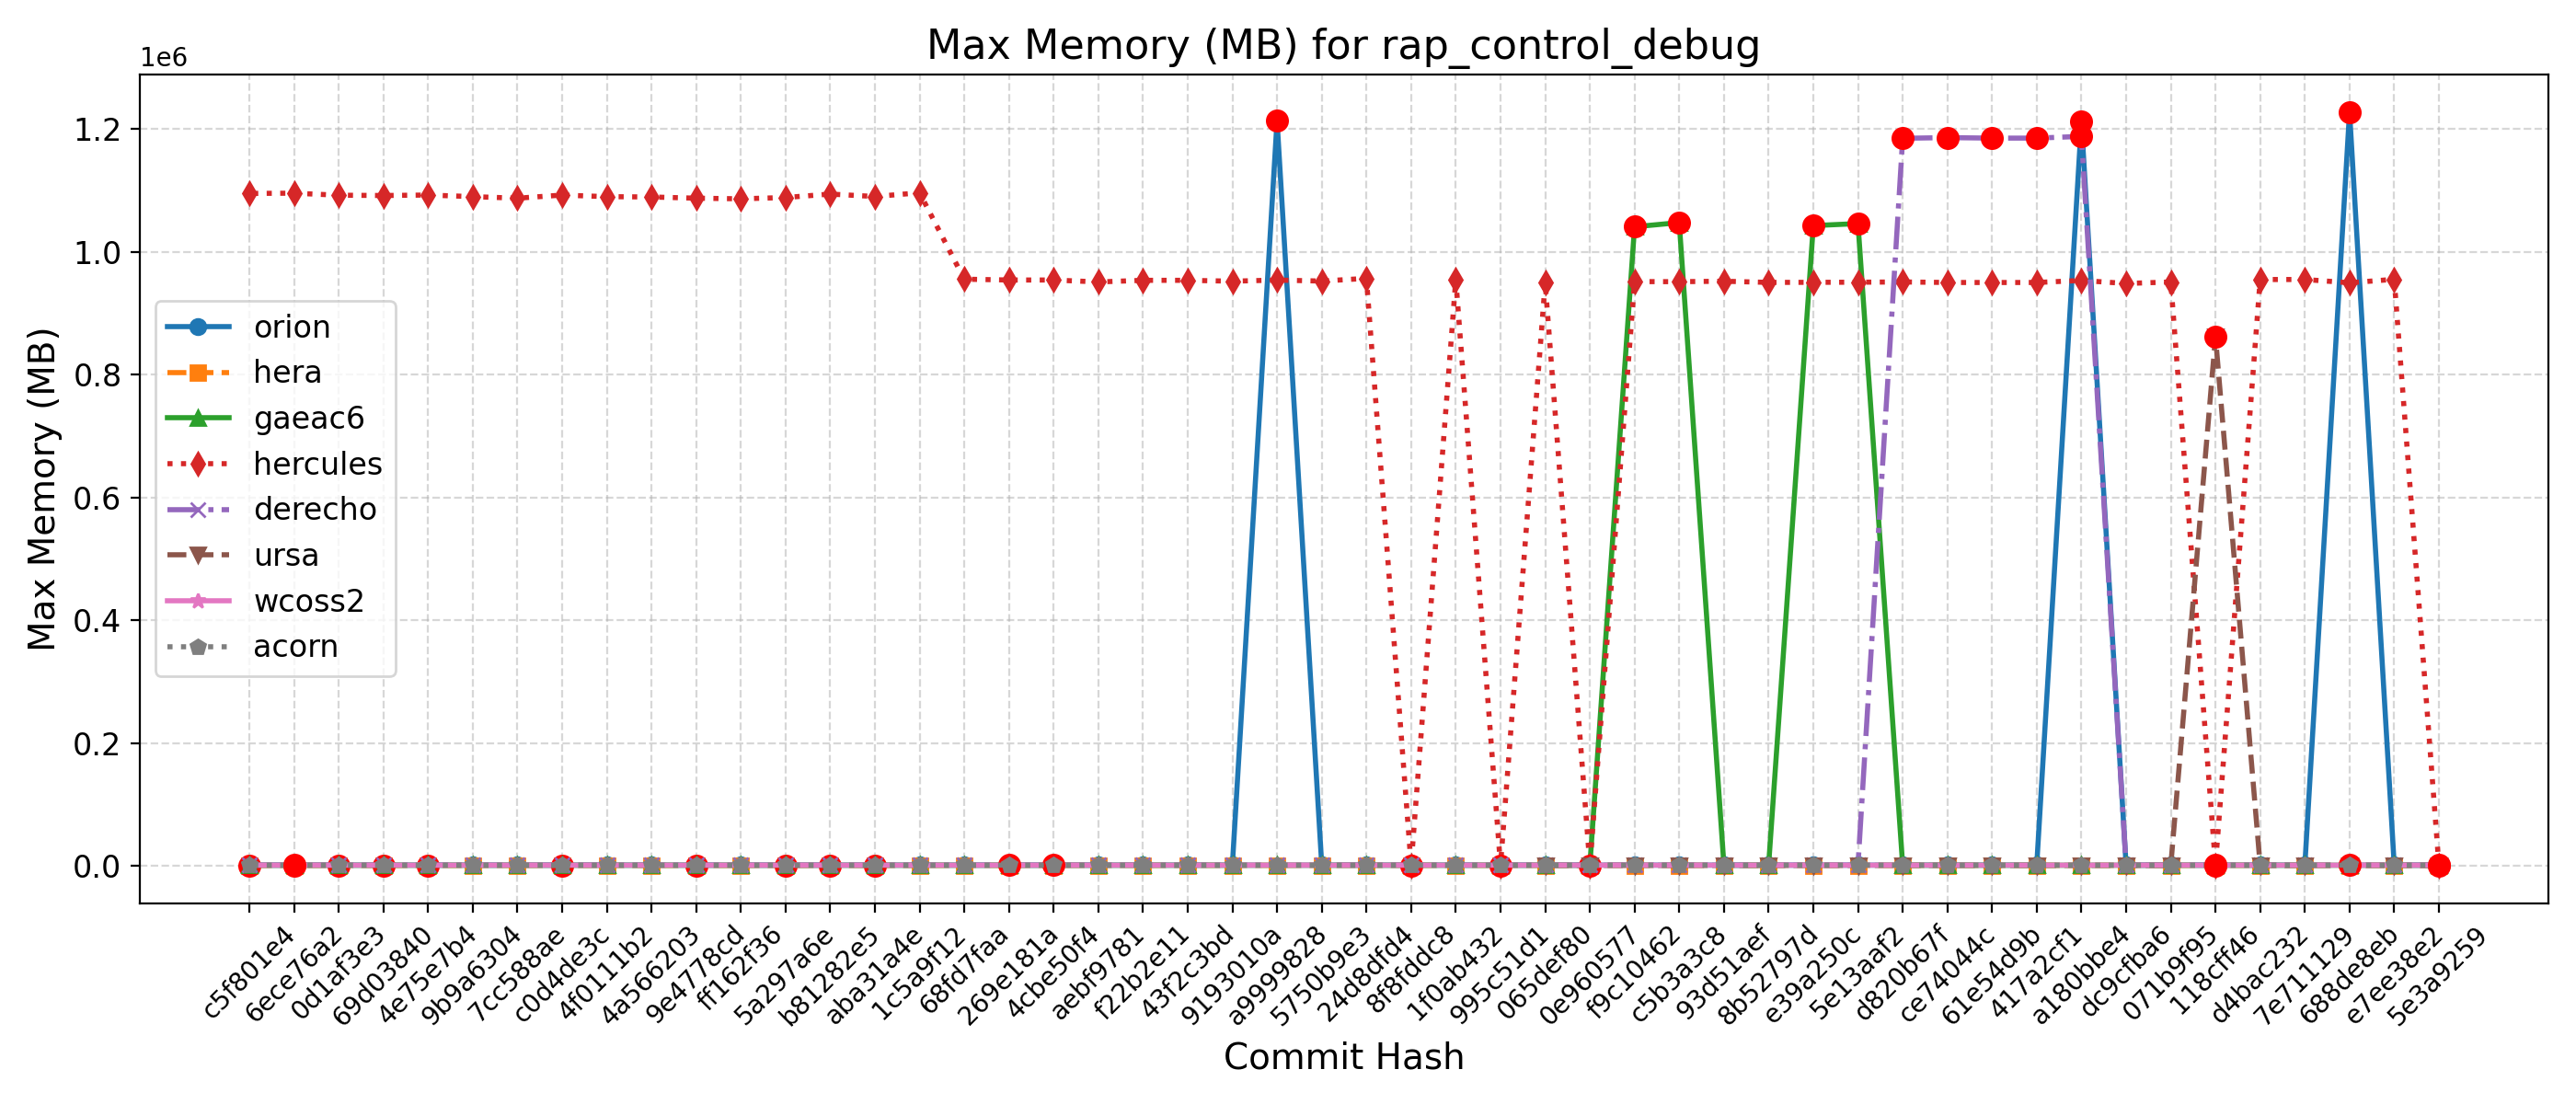 Max Memory (MB) for rap_control_debug
1e6
1.2
1.0
0.8
0.6
0.4
0.2
0.0
Max Memory (MB)
orion
hera
gaeac6
hercules
derecho
ursa
wcoss2
acorn
c5f801e4
6ece76a2
0d1af3e3
69d03840
4e75e7b4
9b9a6304
7cc588ae
c0d4de3c
4f0111b2
4a566203
9e4778cd
ff162f36
5a297a6e
b81282e5
aba31a4e
1c5a9f12
68fd7faa
269e181a
4cbe50f4
aebf9781
f22b2e11
43f2c3bd
9193010a
a9999828
5750b9e3
24d8dfd4
8f8fddc8
1f0ab432
995c51d1
065def80
0e960577
f9c10462
c5b3a3c8
93d51aef
8b52797d
e39a250c
5e13aaf2
d820b67f
ce74044c
61e54d9b
417a2cf1
a180bbe4
dc9cfba6
071b9f95
118cff46
d4bac232
7e711129
688de8eb
e7ee38e2
5e3a9259
Commit Hash